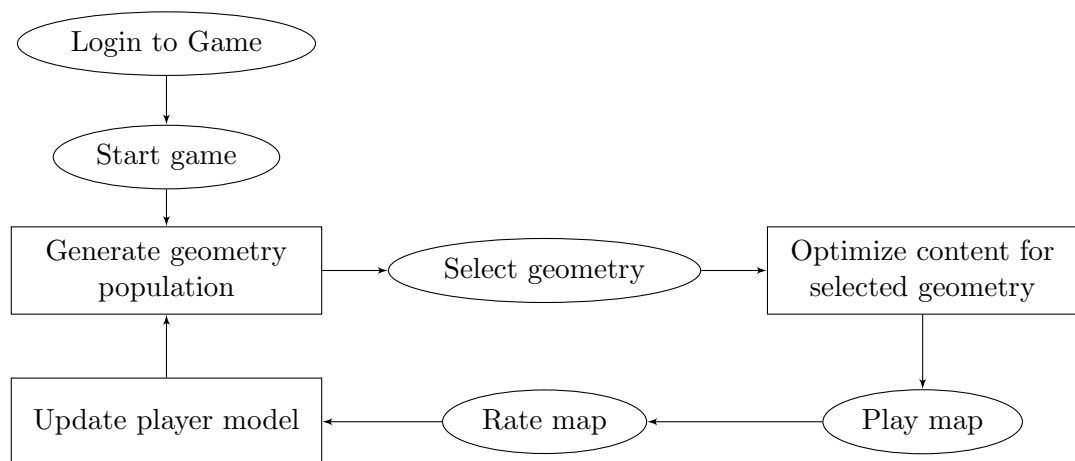 Login to Game
Start game
Generate geometry
population
Select geometry
Optimize content for
selected geometry
Update player model
Rate map
Play map